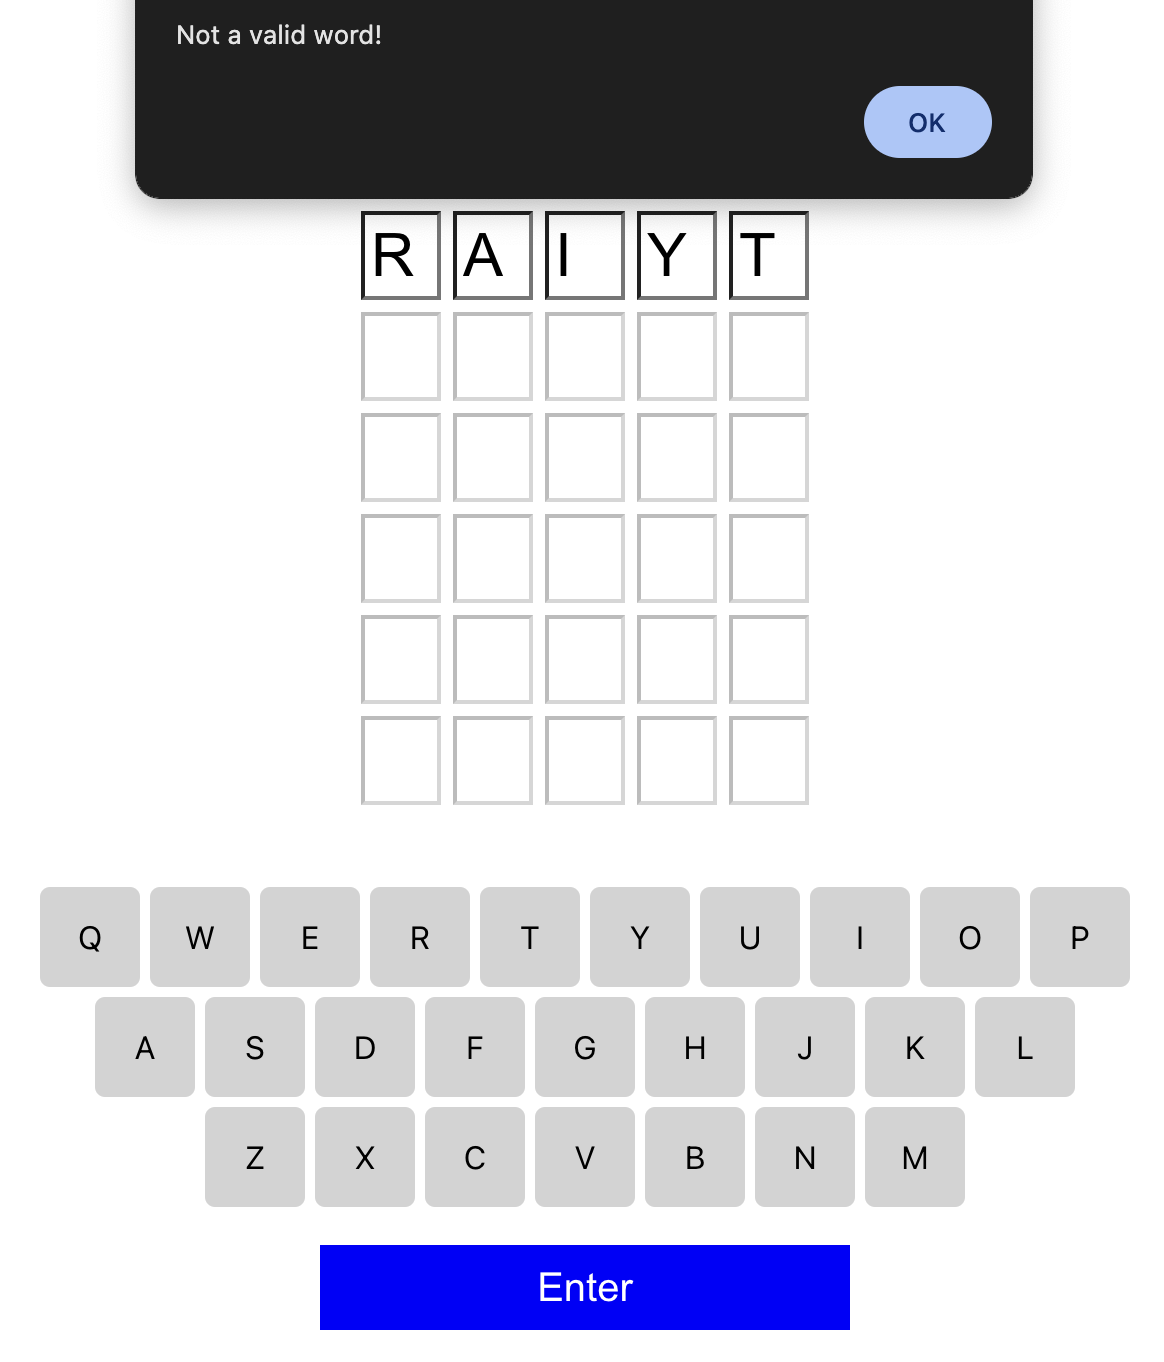 Not a valid word!
OK
R A I Y T
Q W E R T Y U I O P
A S D F G H J K L
Z X C V B N M
Enter